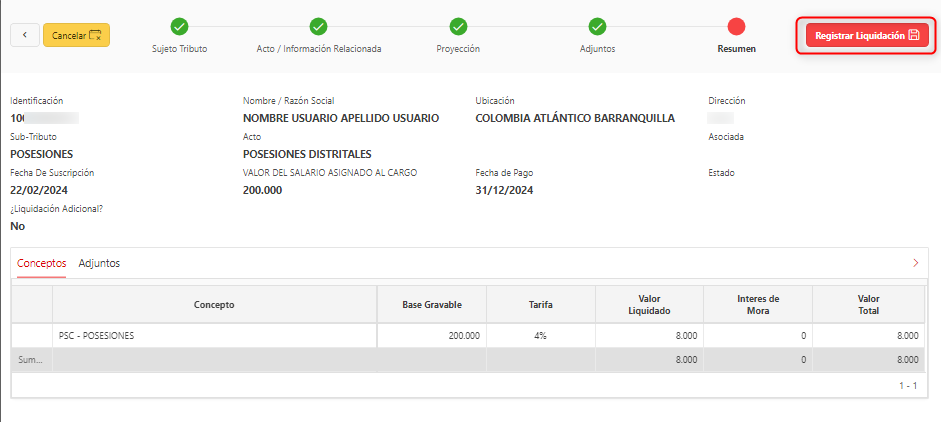 Cancelar
Sujeto Tributo
Acto / Información Relacionada
Proyección
Adjuntos
Resumen
Registrar Liquidación
Identificación
Nombre / Razón Social
Ubicación
Dirección
NOMBRE USUARIO APELLIDO USUARIO
COLOMBIA ATLÁNTICO BARRANQUILLA
Sub-Tributo
Acto
Asociada
POSESIONES
POSESIONES DISTRITALES
Fecha De Suscripción
VALOR DEL SALARIO ASIGNADO AL CARGO
Fecha de Pago
Estado
22/02/2024
200.000
31/12/2024
¿Liquidación Adicional?
No
Conceptos
Adjuntos
Concepto
Base Gravable
Tarifa
Valor
Liquidado
Interes de
Mora
Valor
Total
PSC - POSESIONES
200.000
4%
8.000
0
8.000
Sum...
8.000
0
8.000
1 - 1